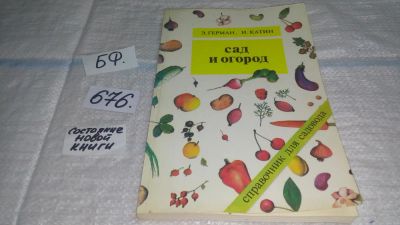 БФ.
676.
состояние
новой
книги
Э. ГЕРМАН. И. КАТИН
сад
и огород
справочник для садовода